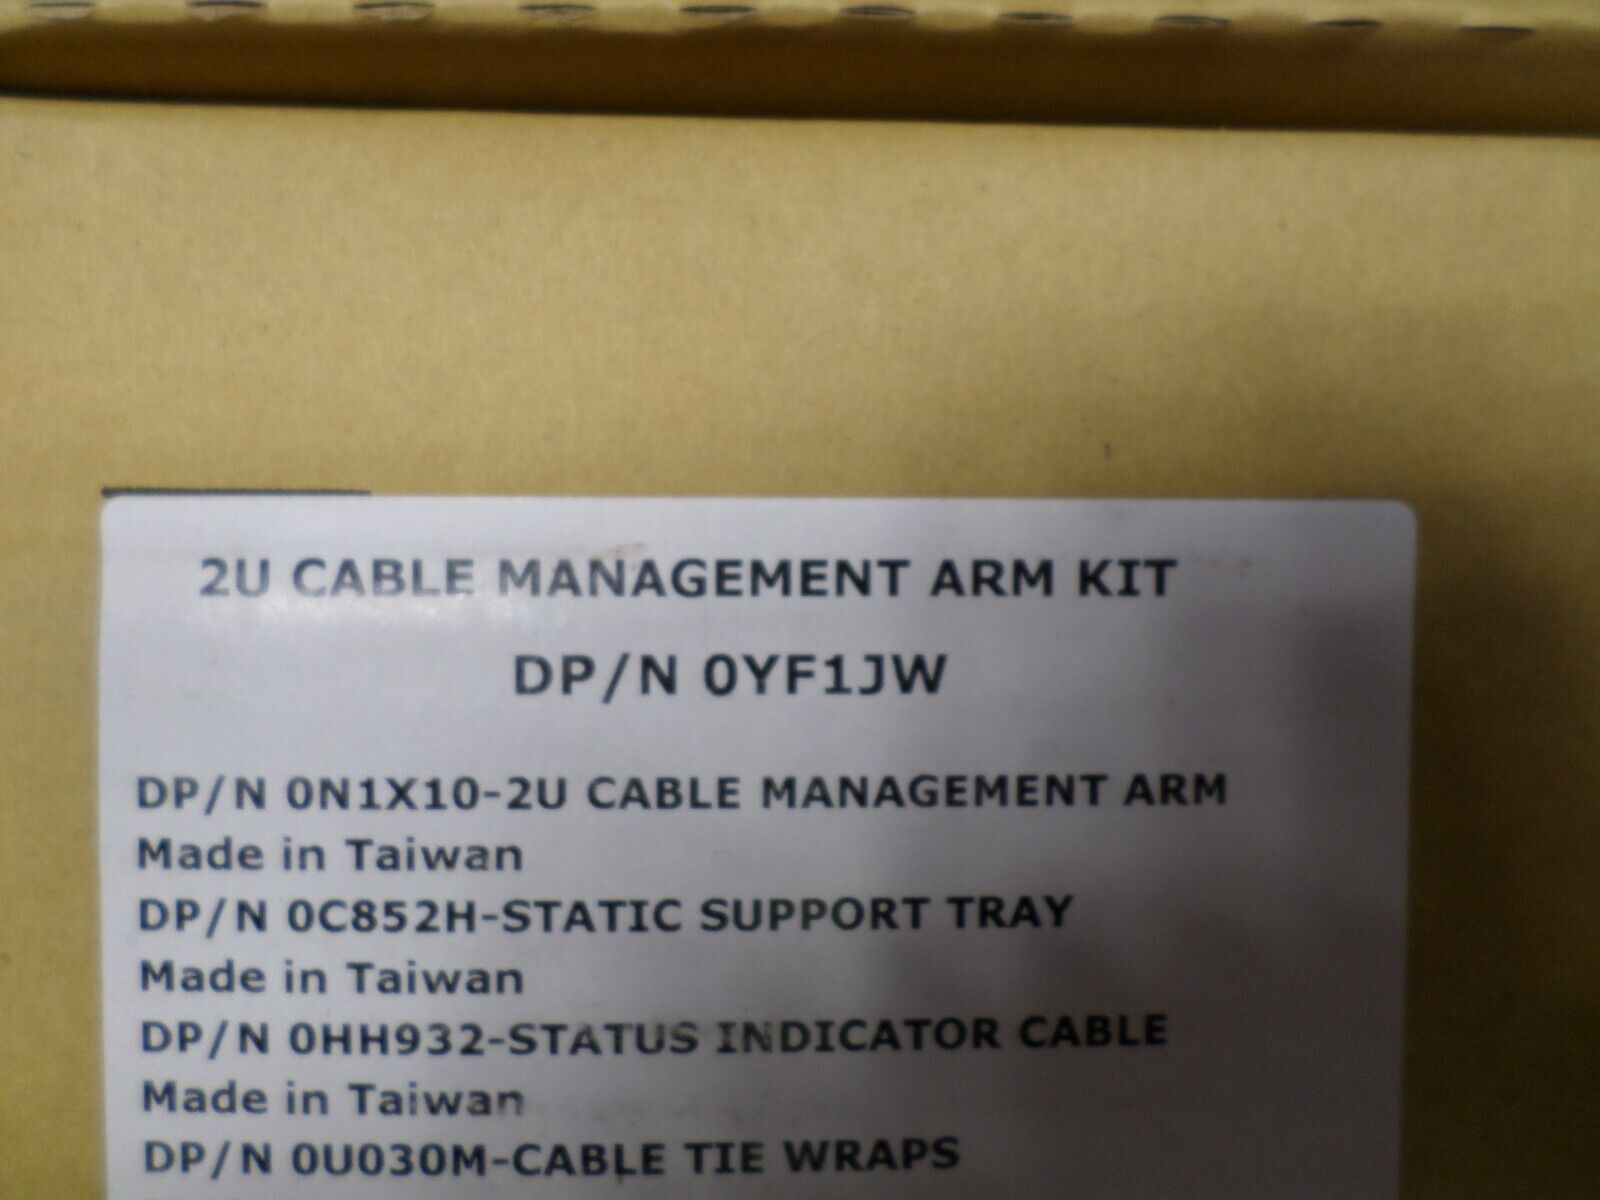 2U CABLE MANAGEMENT ARM KIT
DP/N 0YF1JW
DP/N 0N1X10-2U CABLE MANAGEMENT ARM
Made in Taiwan
DP/N 0C852H-STATIC SUPPORT TRAY
Made in Taiwan
DP/N 0HH932-STATUS INDICATOR CABLE
Made in Taiwan
DP/N 0U030M-CABLE TIE WRAPS